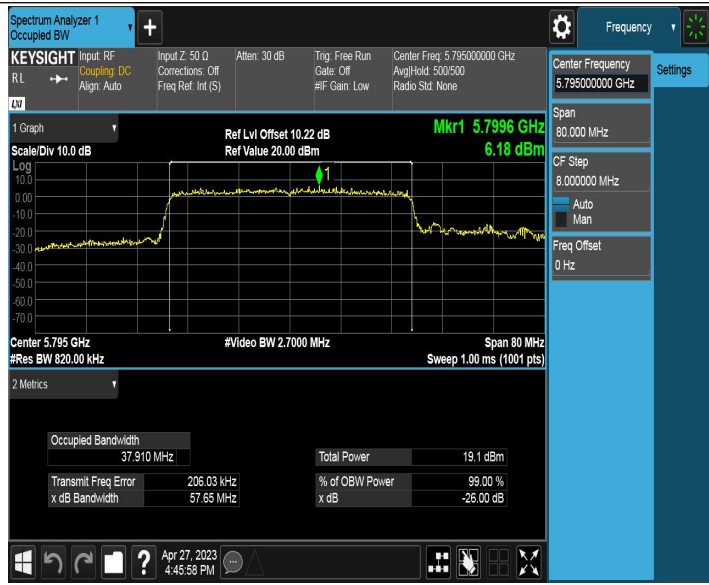 Spectrum Analyzer 1
Occupied BW
+
Frequency
KEYSIGHT
RL
LXI
Input: RF
Coupling: DC
Align: Auto
Input Z: 50 Ω
Corrections: Off
Freq Ref: Int (S)
Atten: 30 dB
Trig: Free Run
Gate: Off
#IF Gain: Low
Center Freq: 5.795000000 GHz
Avg|Hold: 500/500
Radio Std: None
Center Frequency
5.795000000 GHz
Settings
Span
80.000 MHz
CF Step
8.000000 MHz
Auto
Man
Freq Offset
0 Hz
1 Graph
Scale/Div 10.0 dB
Ref Lvl Offset 10.22 dB
Ref Value 20.00 dBm
Mkr1 5.7996 GHz
6.18 dBm
Log
10.0
0.00
-10.0
-20.0
-30.0
-40.0
-50.0
-60.0
-70.0
1
Center 5.795 GHz
#Res BW 820.00 kHz
#Video BW 2.7000 MHz
Span 80 MHz
Sweep 1.00 ms (1001 pts)
2 Metrics
Occupied Bandwidth
37.910 MHz
Total Power 19.1 dBm
Transmit Freq Error 206.03 kHz
% of OBW Power 99.00 %
x dB Bandwidth 57.65 MHz
x dB -26.00 dB
?
Apr 27, 2023
4:45:58 PM